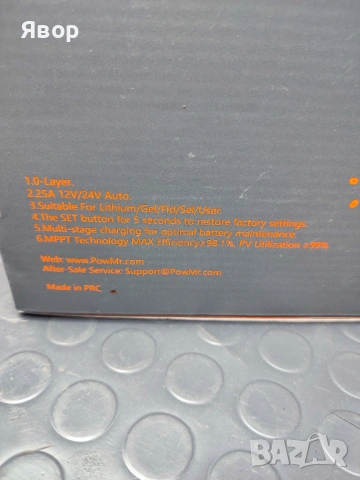 Явор
1.0-Layer.
2.25A 12V/24V Auto.
3.Suitable For Lithium/Gel/Fld/Sel/User.
4.The SET button for 5 seconds to restore factory settings.
5.Multi-stage charging for optimal battery maintenance.
6.MPPT Technology MAX Efficiency≥98.1%, PV Utilization ≥99%
Web: www.PowMr.com
After-Sale Service: Support@PowMr.com
Made in PRC
BAZAR